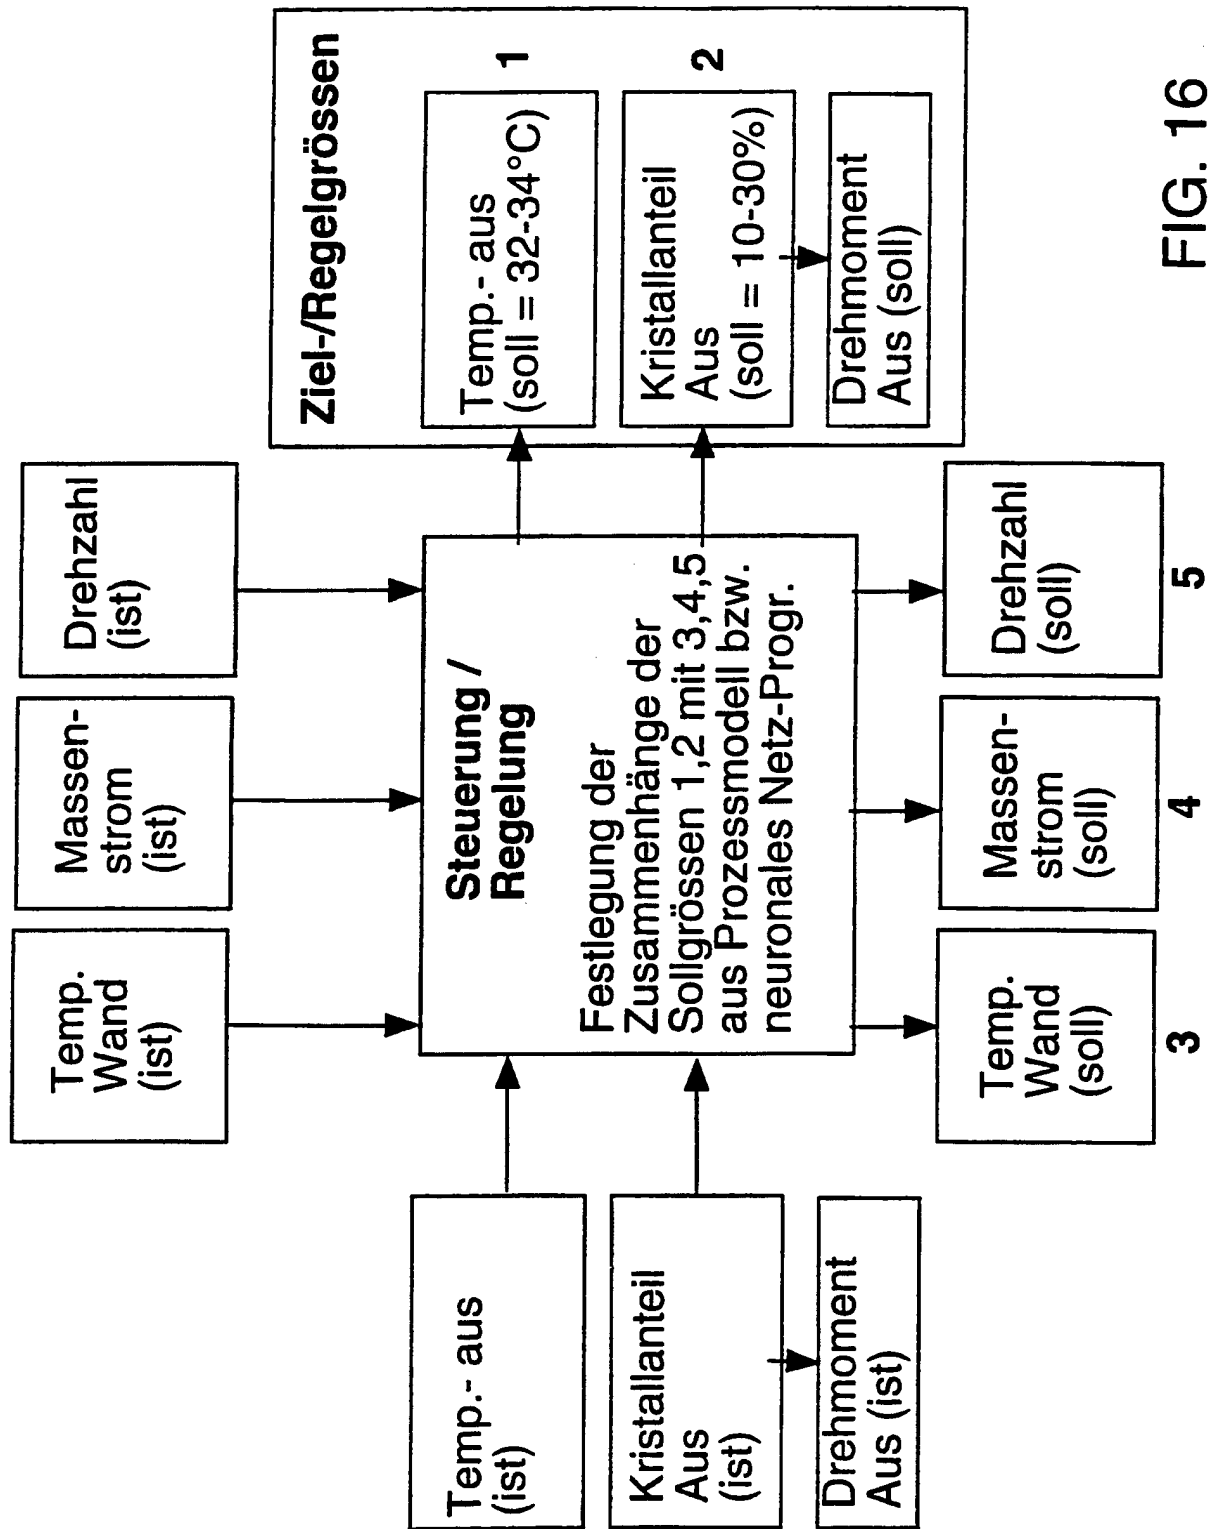 Temp.
Wand
(ist)
Massen-
strom
(ist)
Drehzahl
(ist)
Temp.- aus
(ist)
Kristallanteil
Aus
(ist)
Drehmoment
Aus (ist)
Steuerung /
Regelung
Festlegung der
Zusammenhänge der
Sollgrössen 1,2 mit 3,4,5
aus Prozessmodell bzw.
neuronales Netz-Progr.
Ziel-/Regelgrössen
Temp.- aus
(soll = 32-34°C)
1
Kristallanteil
Aus
(soll = 10-30%)
2
Drehmoment
Aus (soll)
Temp.
Wand
(soll)
3
Massen-
strom
(soll)
4
Drehzahl
(soll)
5
FIG. 16